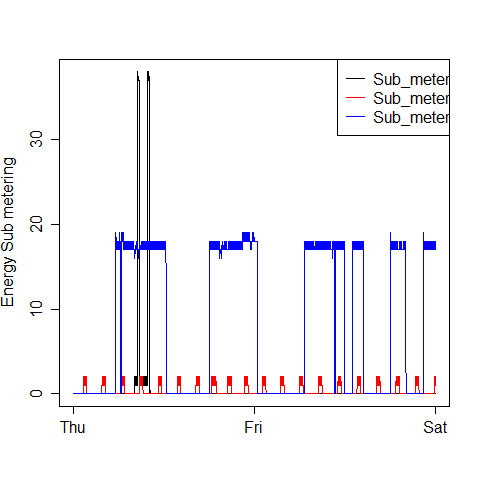 Sub_meter
Sub_meter
Sub_meter
Energy Sub metering
30
20
10
0
Thu Fri Sat